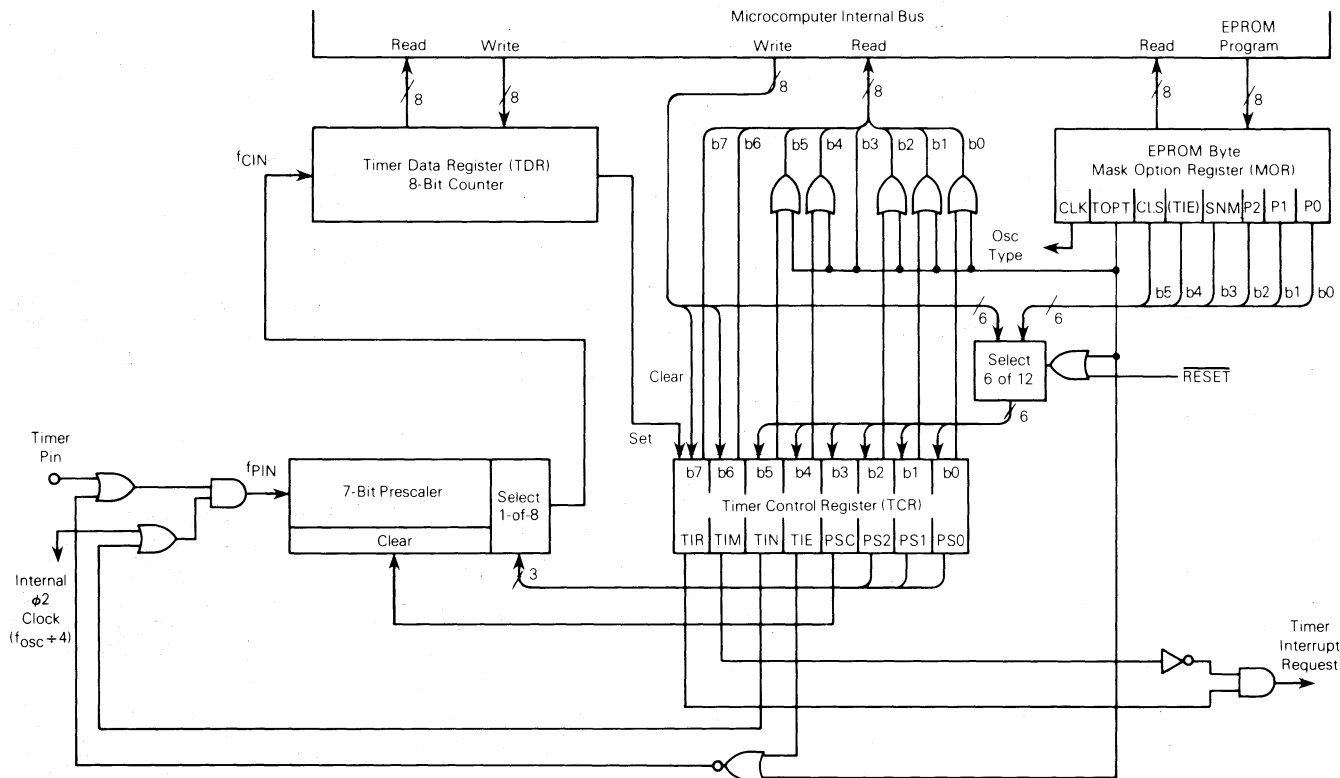 Microcomputer Internal Bus
Read
Write
Write
Read
Read
EPROM
Program
8
8
8
8
8
8
fCIN
Timer Data Register (TDR)
8-Bit Counter
b7
b6
b5
b4
b3
b2
b1
b0
EPROM Byte
Mask Option Register (MOR)
CLK
TOPT
CLS
(TIE)
SNM
P2
P1
P0
Osc
Type
b5
b4
b3
b2
b1
b0
6
6
Select
6 of 12
RESET
6
Clear
Set
Timer
Pin
fPIN
7-Bit Prescaler
Select
1-of-8
Clear
3
b7
b6
b5
b4
b3
b2
b1
b0
Timer Control Register (TCR)
TIR
TIM
TIN
TIE
PSC
PS2
PS1
PS0
Internal
ϕ2
Clock
(fosc÷4)
Timer
Interrupt
Request